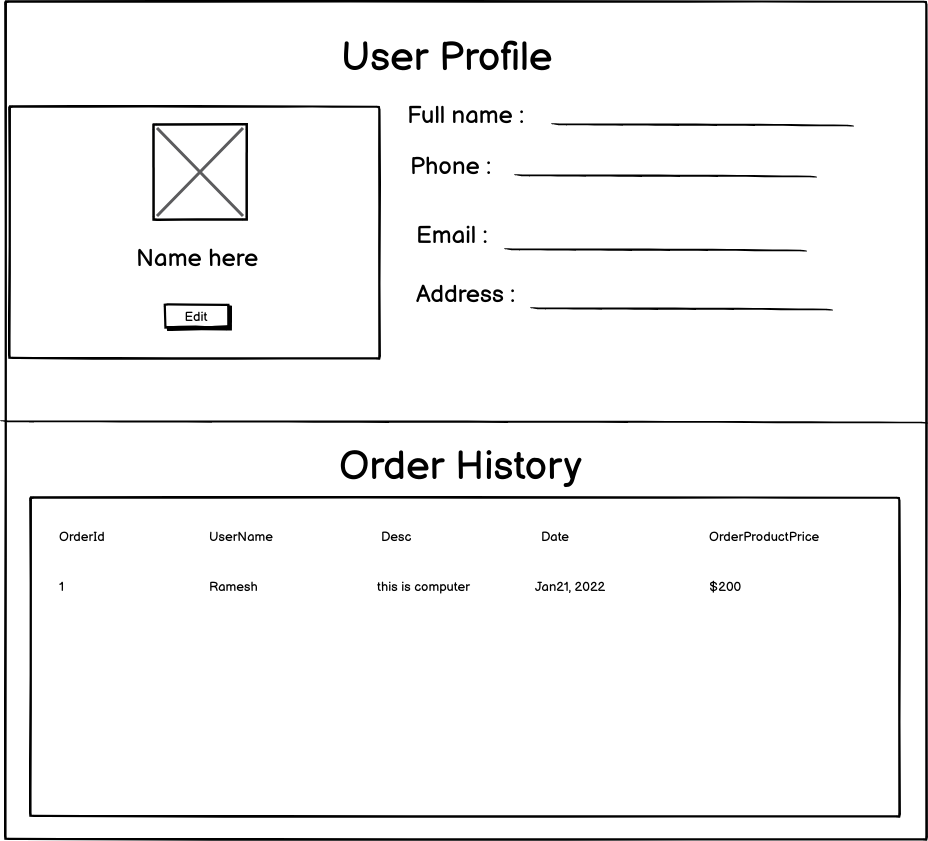 User Profile
Full name :
Phone :
Email :
Address :
Name here
Edit
Order History
OrderId UserName Desc Date OrderProductPrice
1 Ramesh this is computer Jan21, 2022 $200